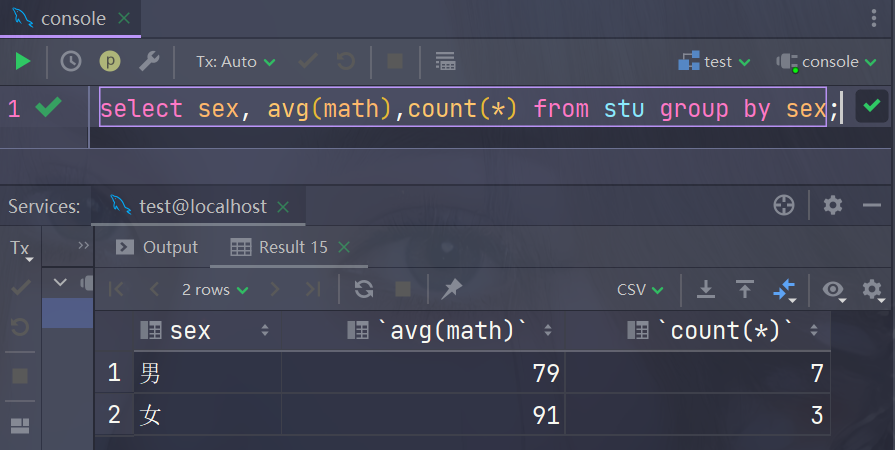 console
Tx: Auto test console
1 select sex, avg(math),count(*) from stu group by sex;
Services: test@localhost
Tx Output Result 15
2 rows CSV
sex `avg(math)` `count(*)`
1 男 79 7
2 女 91 3